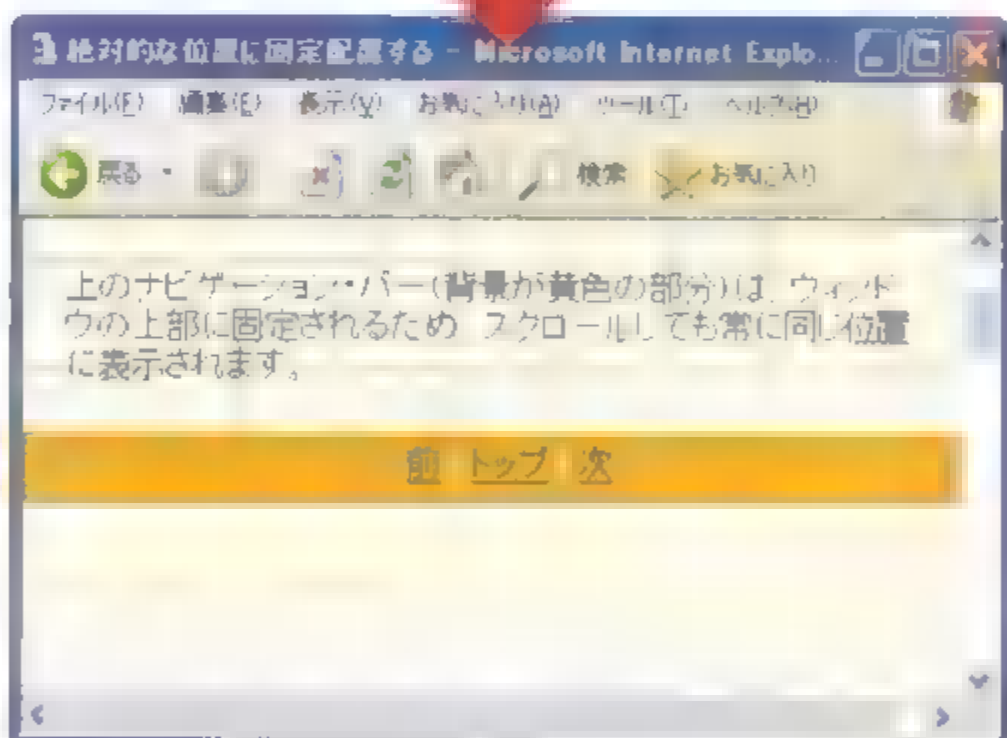 絶対的な位置に固定配置する - Microsoft Internet Explo...
ファイル(F) 編集(E) 表示(V) お気に入り(A) ツール(T) ヘルプ(H)
戻る 検索 お気に入り
上のナビゲーション・バー(背景が黄色の部分)は、ウィンド
ウの上部に固定されるため、スクロールしても常に同じ位置
に表示されます。
前 トップ 次